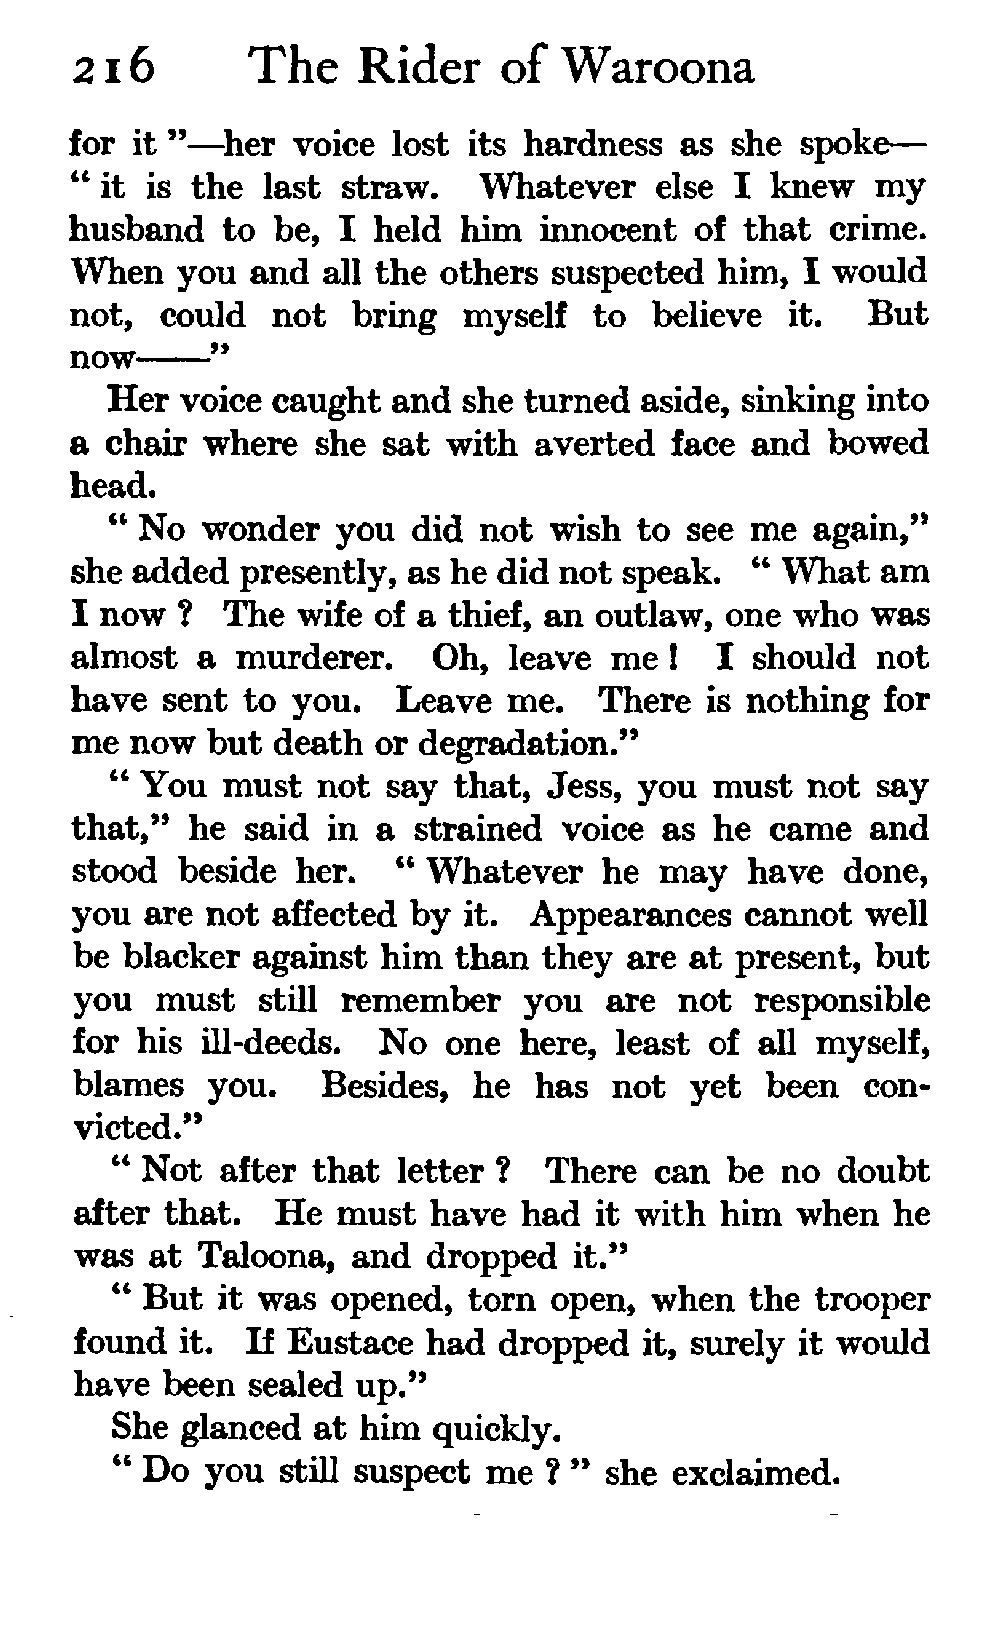 216 The Rider of Waroona
for it "—her voice lost its hardness as she spoke—
" it is the last straw. Whatever else I knew my
husband to be, I held him innocent of that crime.
When you and all the others suspected him, I would
not, could not bring myself to believe it. But
now——"
Her voice caught and she turned aside, sinking into
a chair where she sat with averted face and bowed
head.
" No wonder you did not wish to see me again,"
she added presently, as he did not speak. " What am
I now ? The wife of a thief, an outlaw, one who was
almost a murderer. Oh, leave me ! I should not
have sent to you. Leave me. There is nothing for
me now but death or degradation."
" You must not say that, Jess, you must not say
that," he said in a strained voice as he came and
stood beside her. " Whatever he may have done,
you are not affected by it. Appearances cannot well
be blacker against him than they are at present, but
you must still remember you are not responsible
for his ill-deeds. No one here, least of all myself,
blames you. Besides, he has not yet been con-
victed."
" Not after that letter ? There can be no doubt
after that. He must have had it with him when he
was at Taloona, and dropped it."
" But it was opened, torn open, when the trooper
found it. If Eustace had dropped it, surely it would
have been sealed up."
She glanced at him quickly.
" Do you still suspect me ? " she exclaimed.